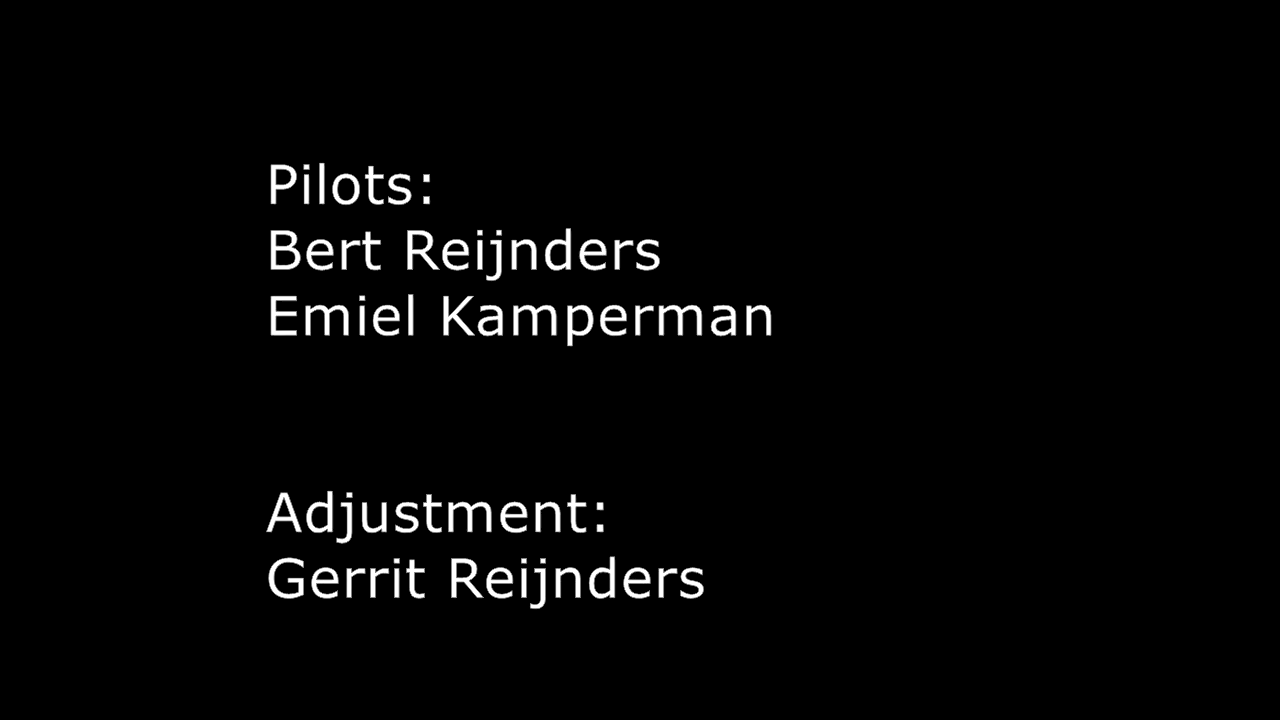 Pilots:
Bert Reijnders
Emiel Kamperman
Adjustment:
Gerrit Reijnders